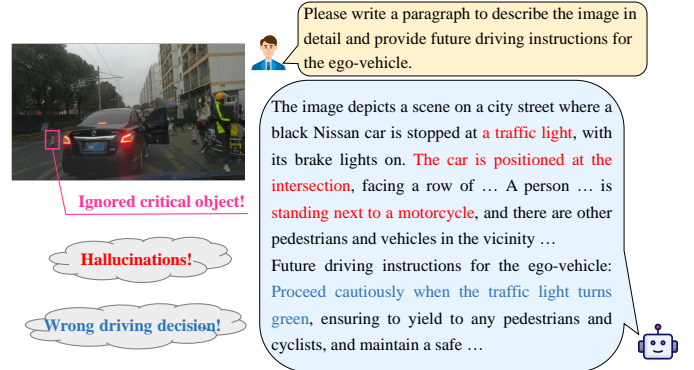 Please write a paragraph to describe the image in
detail and provide future driving instructions for
the ego-vehicle.
Ignored critical object!
Hallucinations!
Wrong driving decision!
The image depicts a scene on a city street where a
black Nissan car is stopped at a traffic light, with
its brake lights on. The car is positioned at the
intersection, facing a row of … A person … is
standing next to a motorcycle, and there are other
pedestrians and vehicles in the vicinity …
Future driving instructions for the ego-vehicle:
Proceed cautiously when the traffic light turns
green, ensuring to yield to any pedestrians and
cyclists, and maintain a safe …